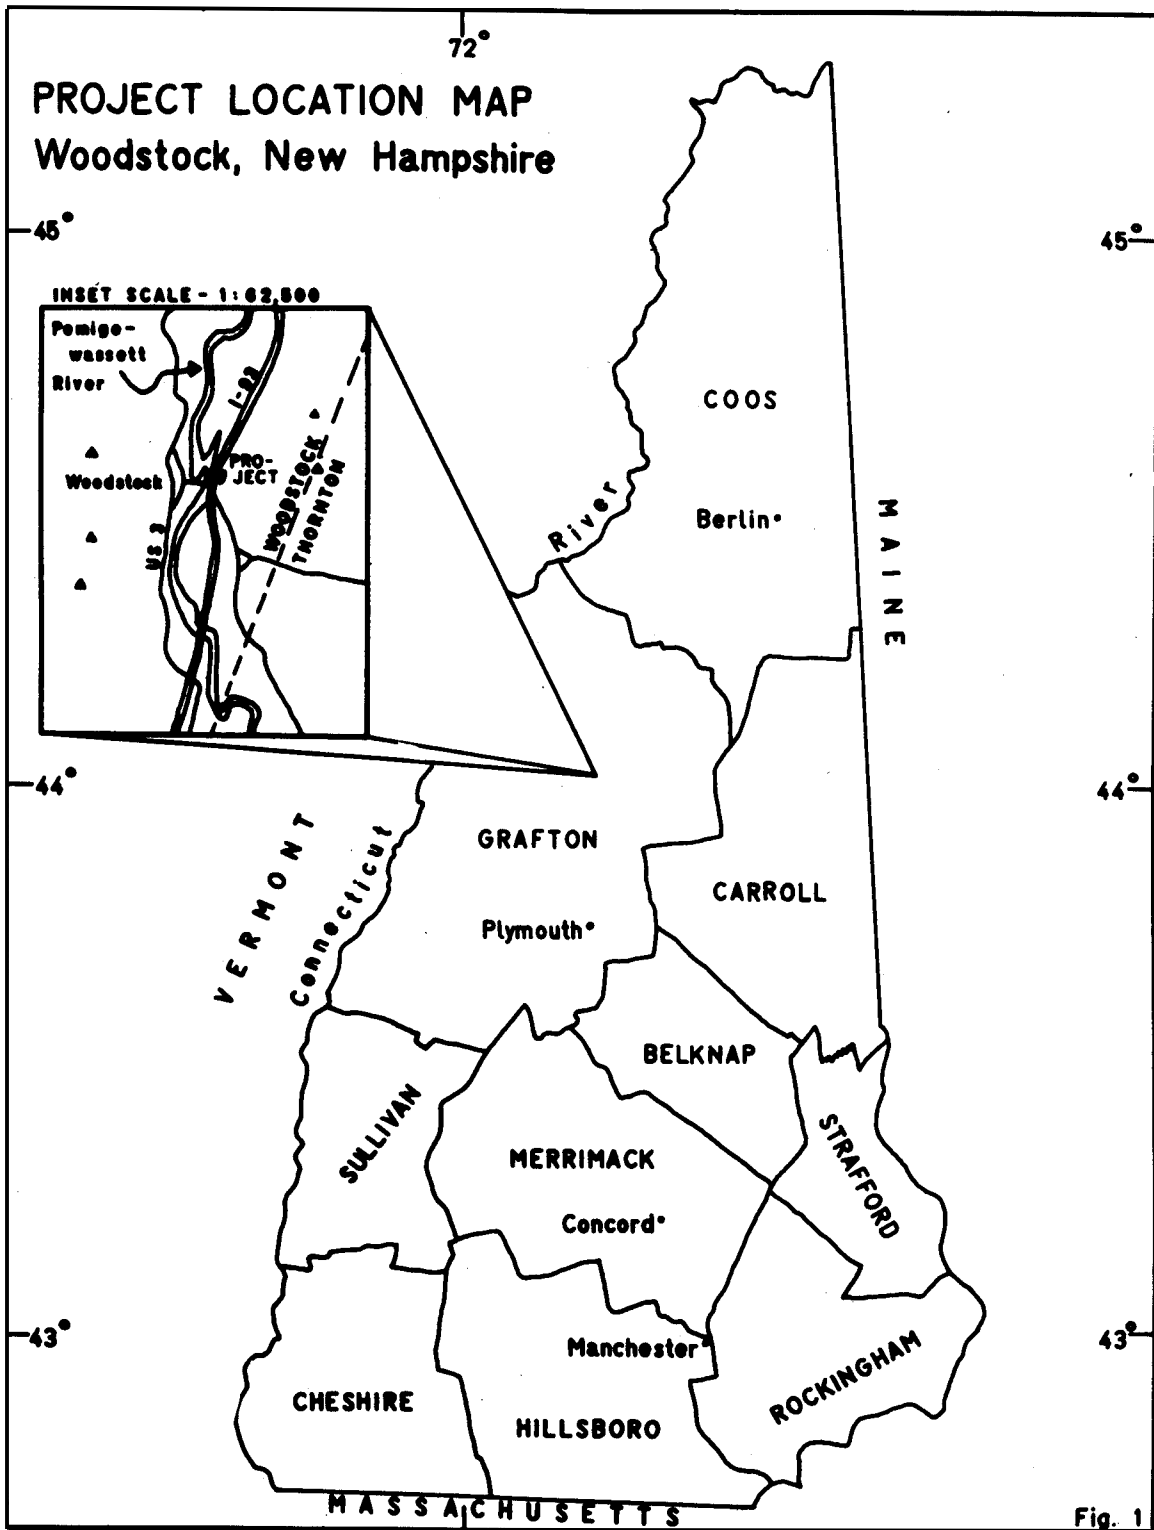 72°
PROJECT LOCATION MAP
Woodstock, New Hampshire
45°
45°
INSET SCALE - 1:62,500
Pemige-
wassett
River
I-93
PRO-
JECT
Woodstock
US 3
WOODSTOCK
THORNTON
COOS
Berlin
River
MAINE
44°
44°
VERMONT
Connecticut
GRAFTON
CARROLL
Plymouth
BELKNAP
SULLIVAN
MERRIMACK
STRAFFORD
Concord
43°
43°
Manchester
ROCKINGHAM
CHESHIRE
HILLSBORO
MASSACHUSETTS
Fig. 1